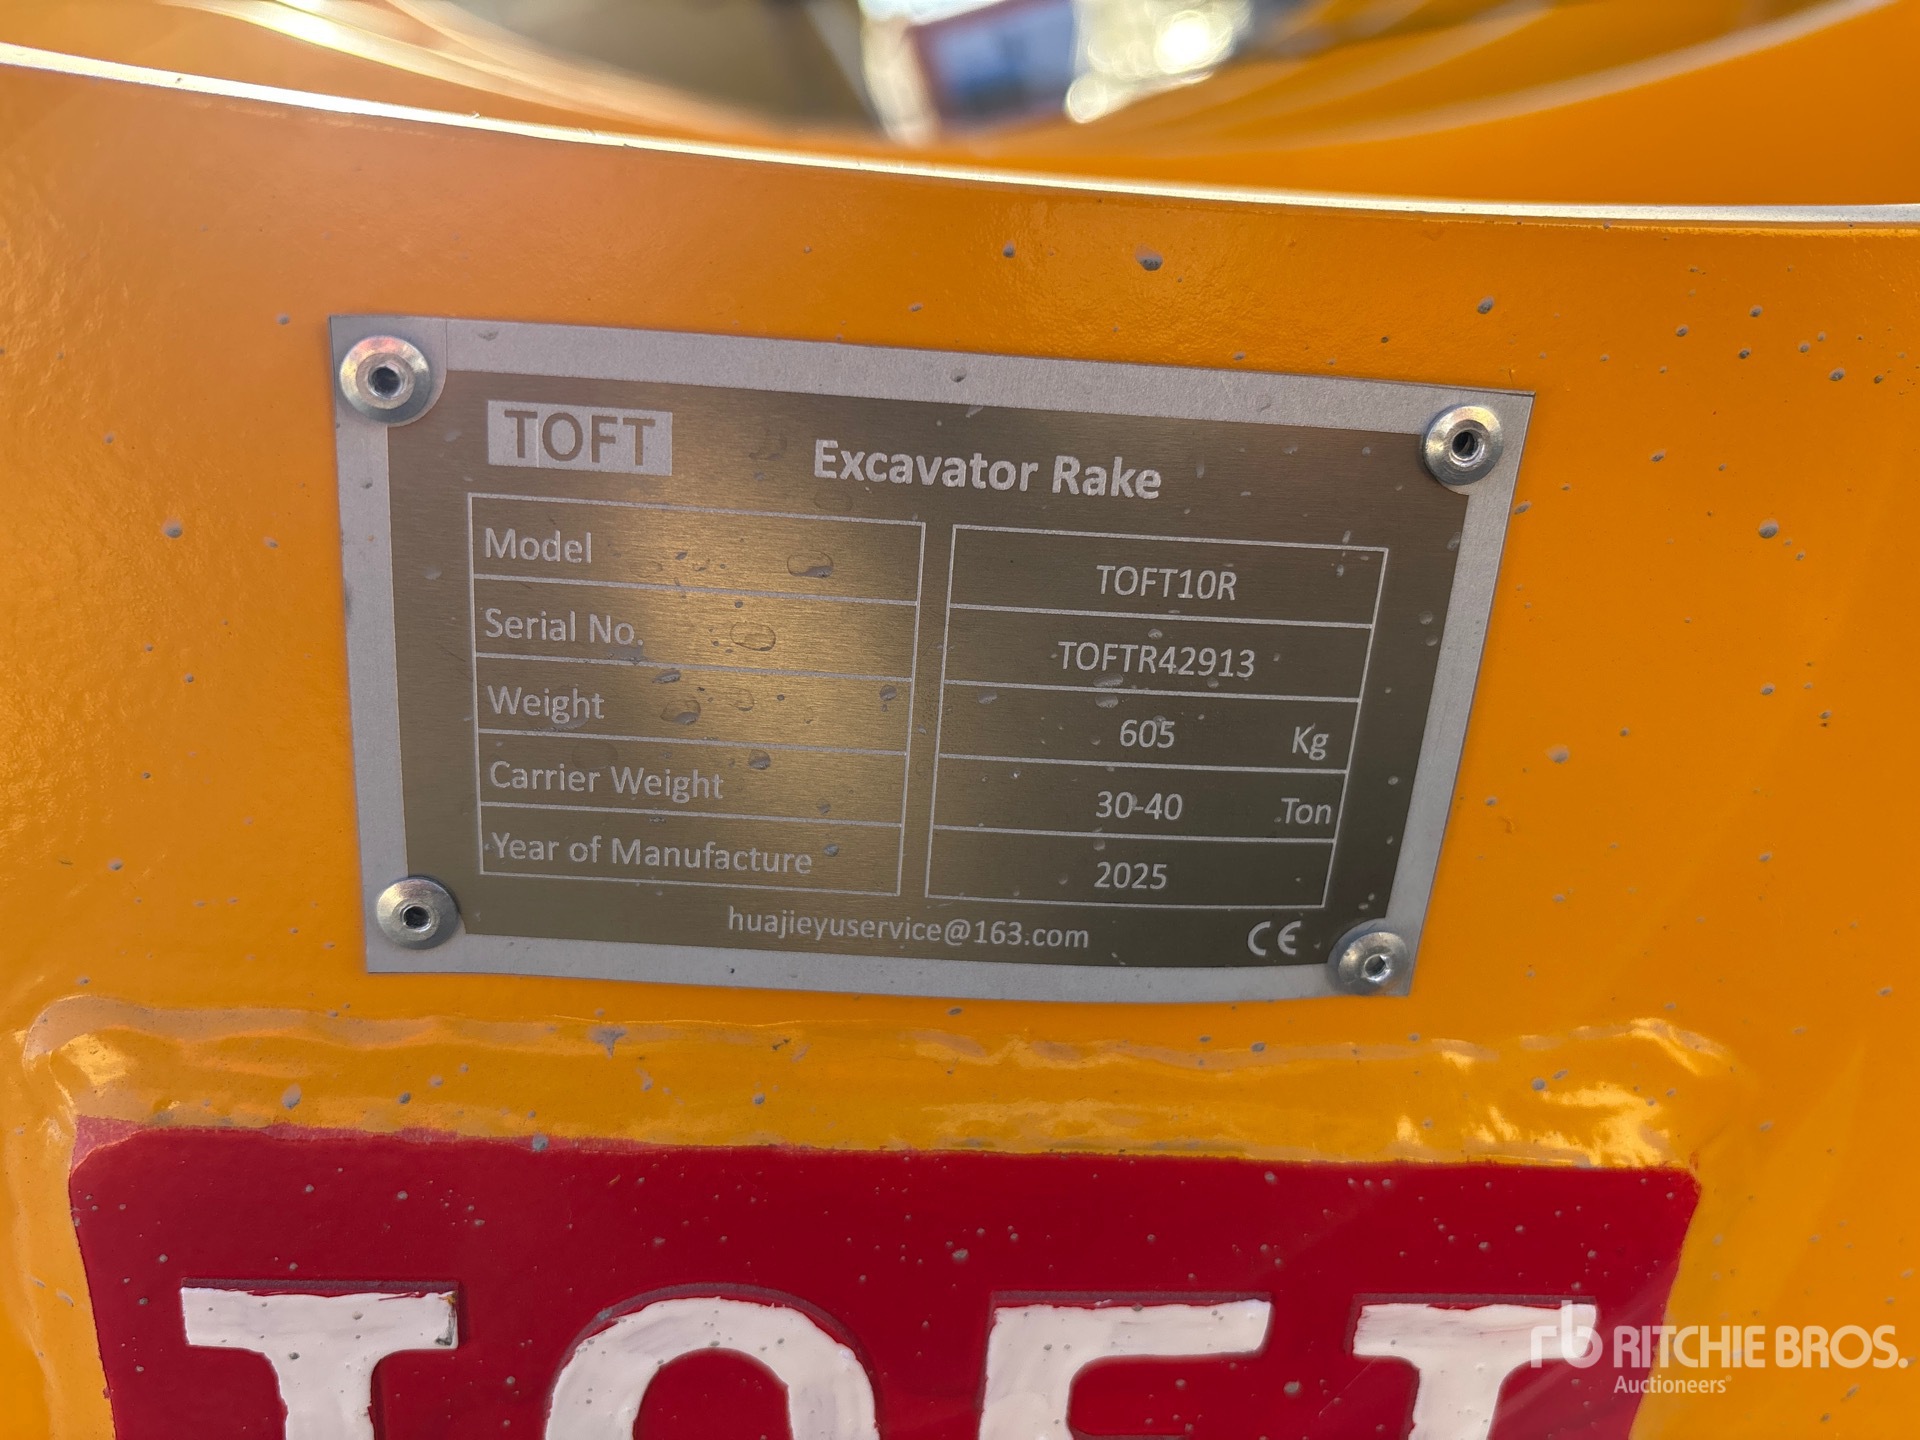 TOFT
Excavator Rake
Model TOFT10R
Serial No. TOFTR42913
Weight 605 Kg
Carrier Weight 30-40 Ton
Year of Manufacture 2025
huajieyuservice@163.com CE
TOFT
rb RITCHIE BROS.
Auctioneers